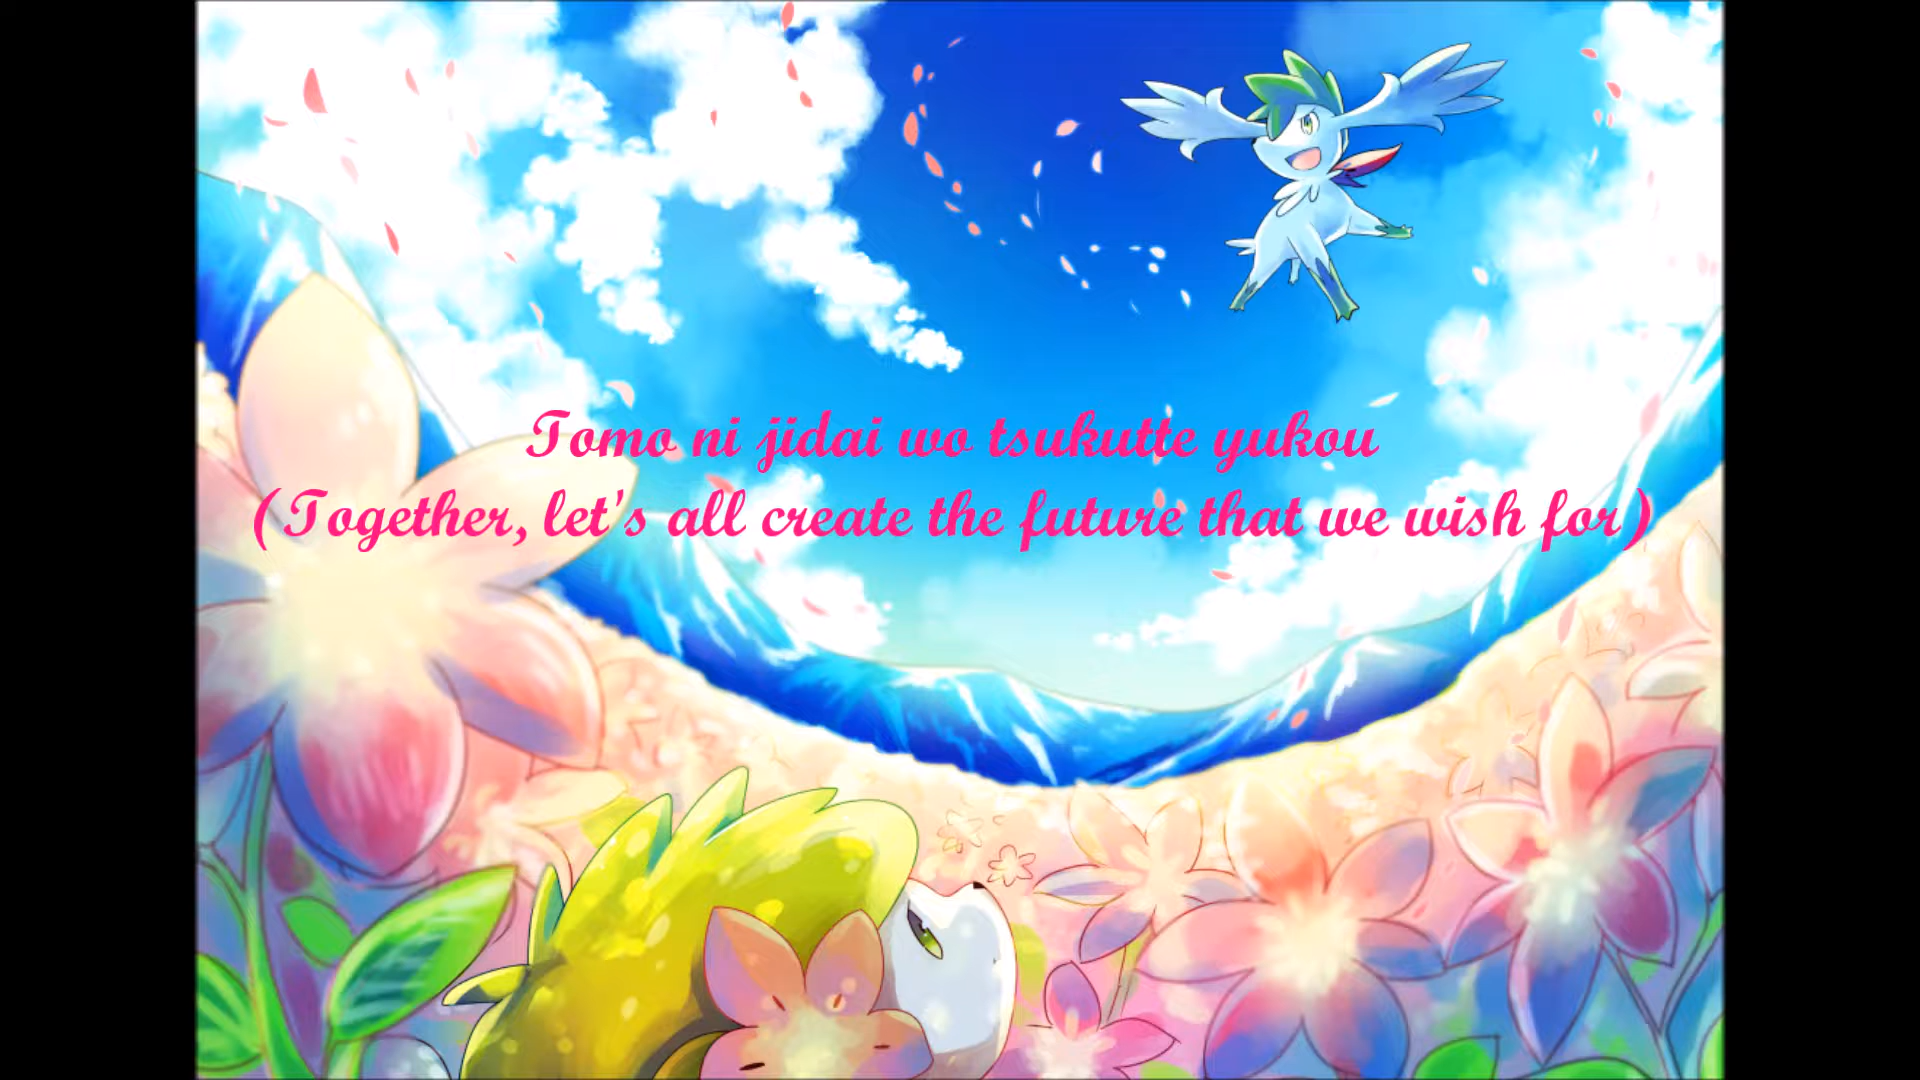 Tomo ni jidai wo tsukutte yukou
(Together, let's all create the future that we wish for)